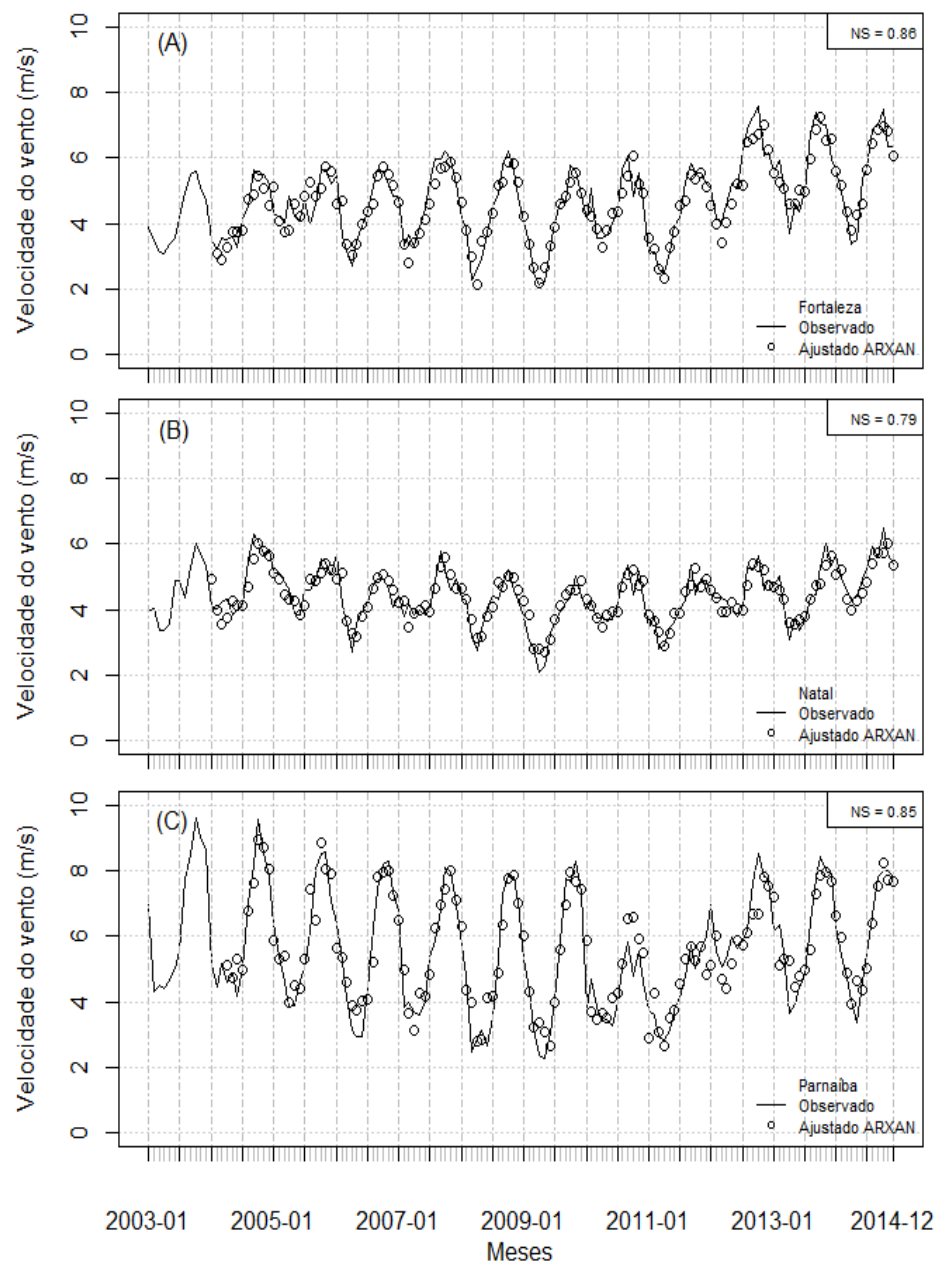 (A)
NS = 0.86
Velocidade do vento (m/s)
10
8
6
4
2
0
Fortaleza
Observado
Ajustado ARXAN
(B)
NS = 0.79
Velocidade do vento (m/s)
10
8
6
4
2
0
Natal
Observado
Ajustado ARXAN
(C)
NS = 0.85
Velocidade do vento (m/s)
10
8
6
4
2
0
Parnaíba
Observado
Ajustado ARXAN
2003-01 2005-01 2007-01 2009-01 2011-01 2013-01 2014-12
Meses